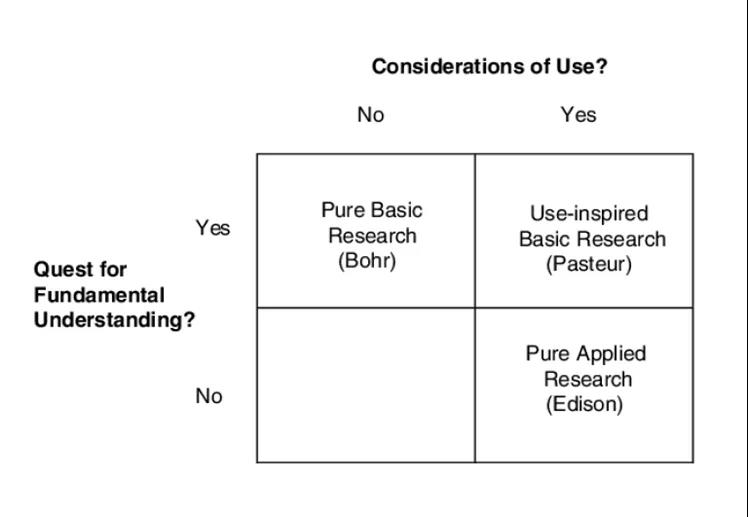 Considerations of Use?
No Yes
Pure Basic
Research
(Bohr)
Use-inspired
Basic Research
(Pasteur)
Yes
Quest for
Fundamental
Understanding?
No
Pure Applied
Research
(Edison)